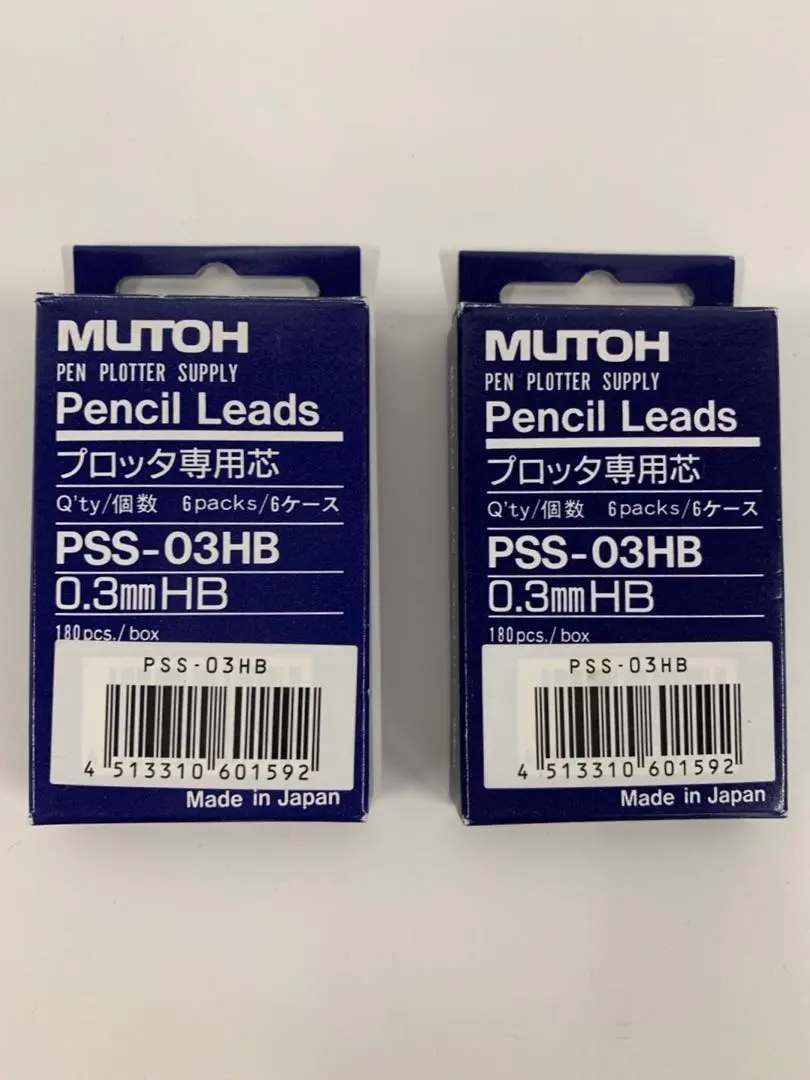 MUTOH
PEN PLOTTER SUPPLY
Pencil Leads
プロッタ専用芯
Q'ty/個数 6packs/6ケース
PSS-03HB
0.3mmHB
180pcs./box
PSS-03HB
4 513310 601592
Made in Japan
MUTOH
PEN PLOTTER SUPPLY
Pencil Leads
プロッタ専用芯
Q'ty/個数 6packs/6ケース
PSS-03HB
0.3mmHB
180pcs./box
PSS-03HB
4 513310 601592
Made in Japan